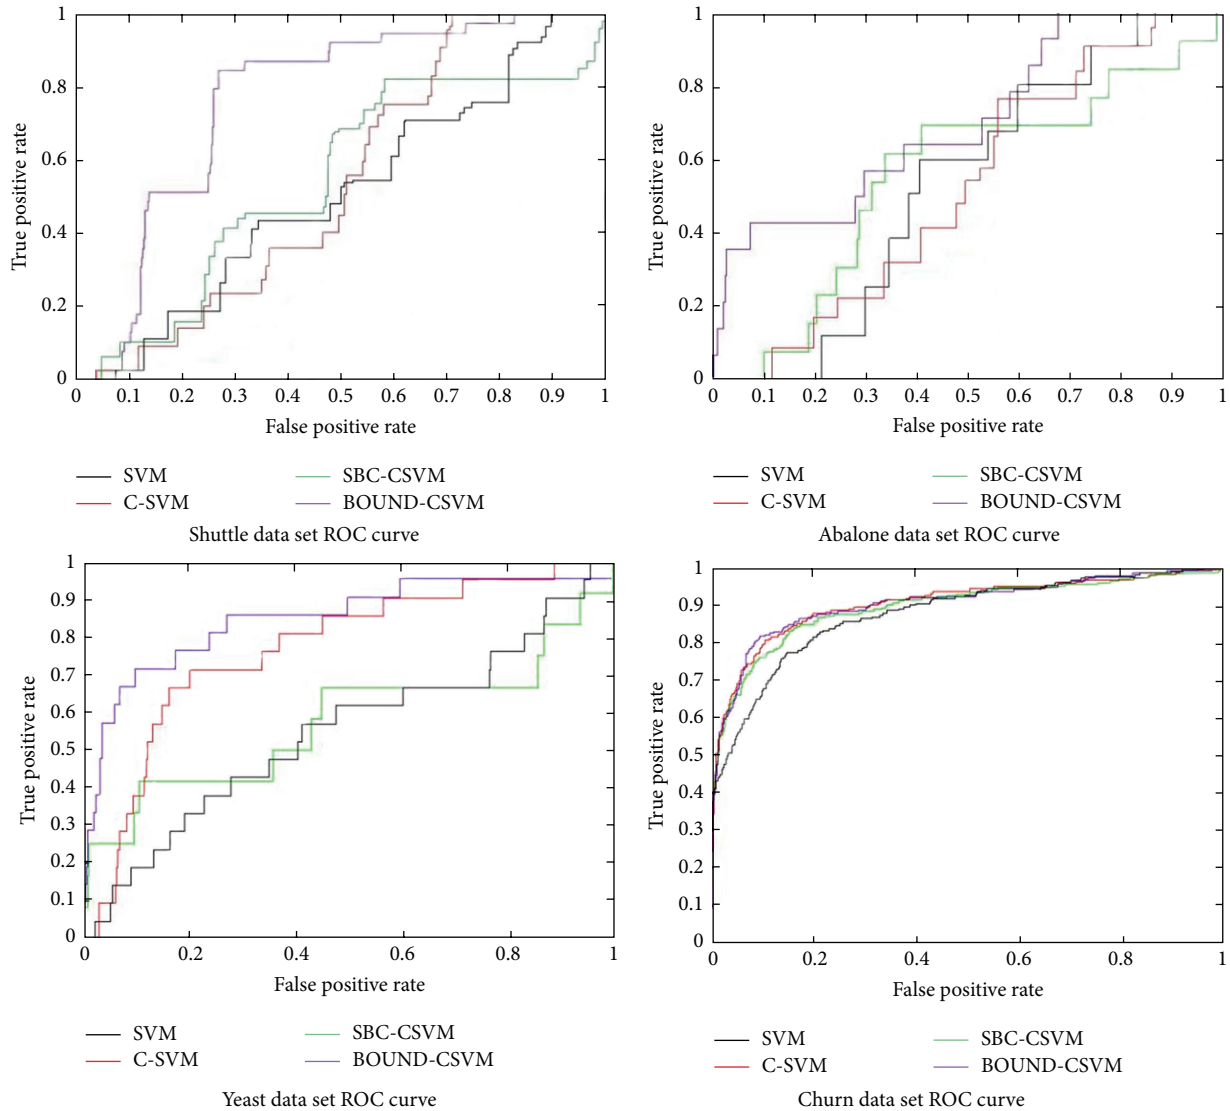 1
0.8
0.6
0.4
0.2
0
True positive rate
0 0.1 0.2 0.3 0.4 0.5 0.6 0.7 0.8 0.9 1
False positive rate
SVM
C-SVM
SBC-CSVM
BOUND-CSVM
Shuttle data set ROC curve
1
0.8
0.6
0.4
0.2
0
True positive rate
0 0.1 0.2 0.3 0.4 0.5 0.6 0.7 0.8 0.9 1
False positive rate
SVM
C-SVM
SBC-CSVM
BOUND-CSVM
Abalone data set ROC curve
1
0.9
0.8
0.7
0.6
0.5
0.4
0.3
0.2
0.1
0
True positive rate
0 0.2 0.4 0.6 0.8 1
False positive rate
SVM
C-SVM
SBC-CSVM
BOUND-CSVM
Yeast data set ROC curve
1
0.9
0.8
0.7
0.6
0.5
0.4
0.3
0.2
0.1
0
True positive rate
0 0.2 0.4 0.6 0.8 1
False positive rate
SVM
C-SVM
SBC-CSVM
BOUND-CSVM
Churn data set ROC curve